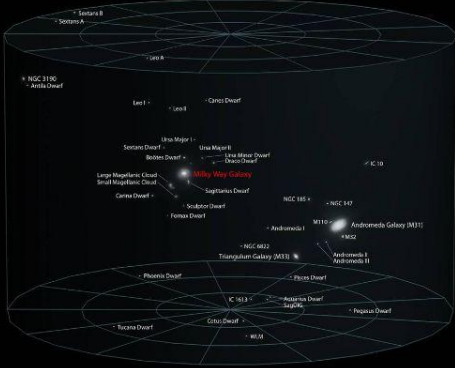 Sextans B
Sextans A
Leo A
NGC 3190
Antila Dwarf
Leo I
Canes Dwarf
Leo II
Ursa Major I
Sextans Dwarf
Ursa Major II
Boötes Dwarf
Ursa Minor Dwarf
Draco Dwarf
IC 10
Milky Way Galaxy
Large Magellanic Cloud
Small Magellanic Cloud
Sagittarius Dwarf
Carina Dwarf
Sculptor Dwarf
Fornax Dwarf
NGC 185
NGC 147
M110
Andromeda Galaxy (M31)
Andromeda I
M32
NGC 6822
Triangulum Galaxy (M33)
Andromeda II
Andromeda III
Phoenix Dwarf
Pisces Dwarf
IC 1613
Aquarius Dwarf
SagDIG
Pegasus Dwarf
Cetus Dwarf
Tucana Dwarf
WLM